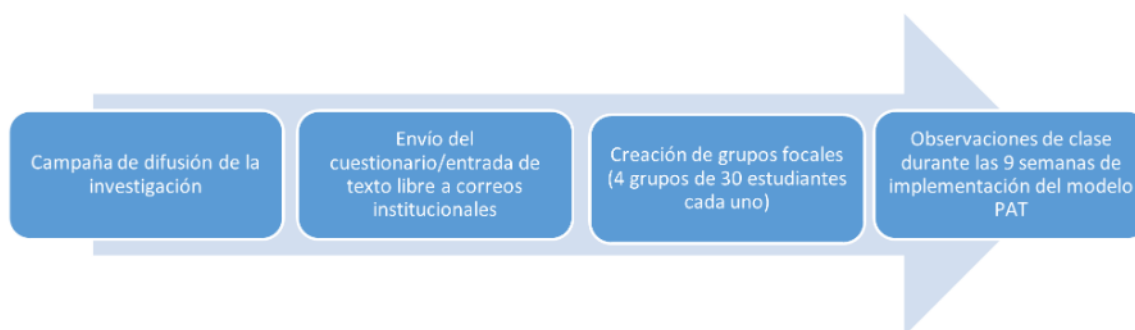 Campaña de difusión de la
investigación
Envío del
cuestionario/entrada de
texto libre a correos
institucionales
Creación de grupos focales
(4 grupos de 30 estudiantes
cada uno)
Observaciones de clase
durante las 9 semanas de
implementación del modelo
PAT